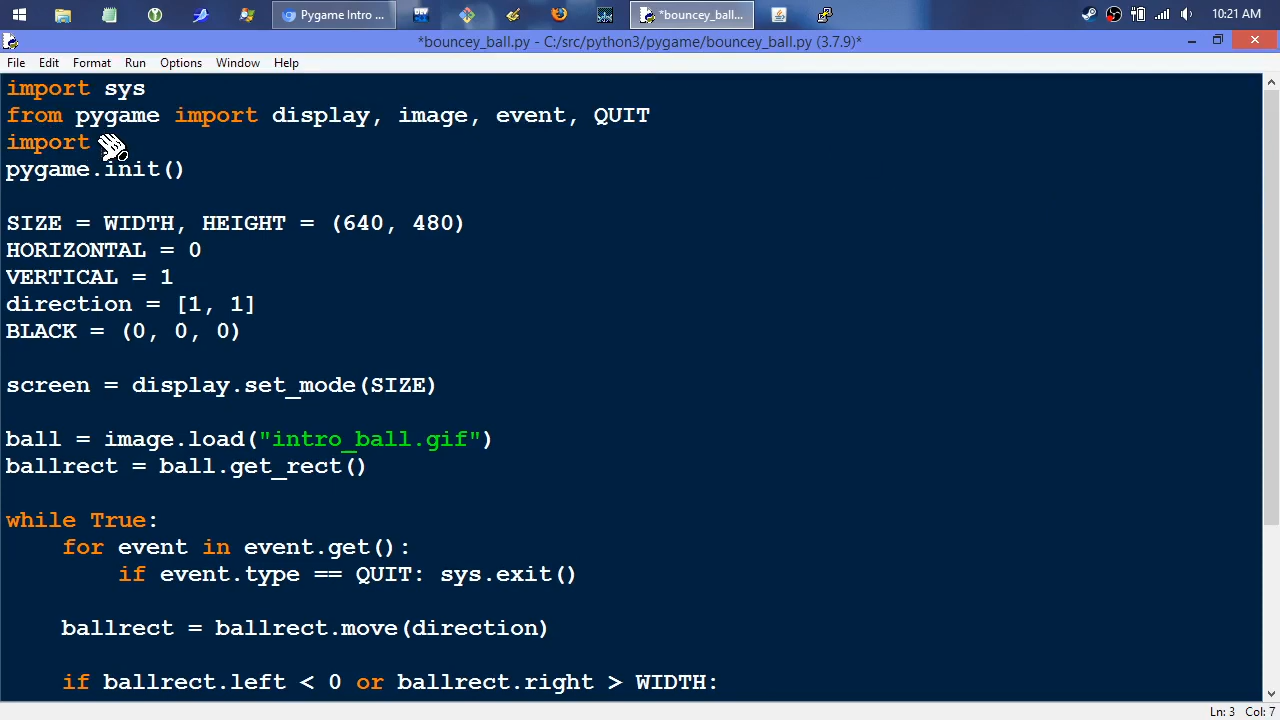 Pygame Intro ...
*bouncey_ball...
10:21 AM
*bouncey_ball.py - C:/src/python3/pygame/bouncey_ball.py (3.7.9)*
File Edit Format Run Options Window Help
import sys
from pygame import display, image, event, QUIT
import
pygame.init()
SIZE = WIDTH, HEIGHT = (640, 480)
HORIZONTAL = 0
VERTICAL = 1
direction = [1, 1]
BLACK = (0, 0, 0)
screen = display.set_mode(SIZE)
ball = image.load("intro_ball.gif")
ballrect = ball.get_rect()
while True:
    for event in event.get():
        if event.type == QUIT: sys.exit()
    ballrect = ballrect.move(direction)
    if ballrect.left < 0 or ballrect.right > WIDTH:
Ln: 3 Col: 7